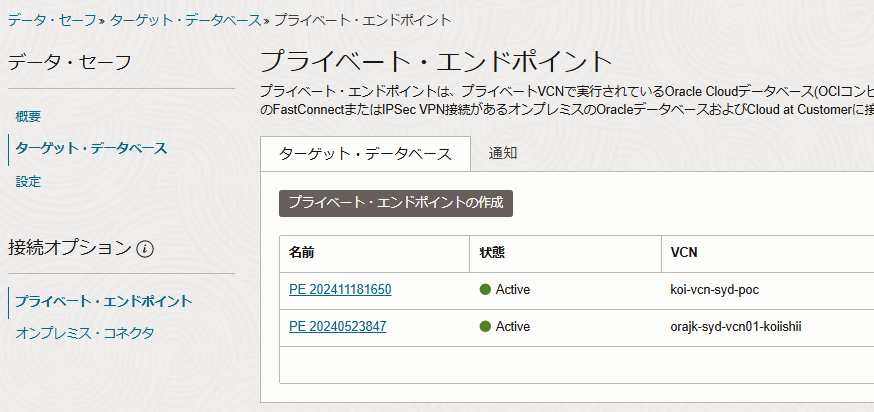 データ・セーフ » ターゲット・データベース » プライベート・エンドポイント
データ・セーフ
概要
ターゲット・データベース
設定
接続オプション
プライベート・エンドポイント
オンプレミス・コネクタ
プライベート・エンドポイント
プライベート・エンドポイントは、プライベートVCNで実行されているOracle Cloudデータベース(OCIコンピ
のFastConnectまたはIPSec VPN接続があるオンプレミスのOracleデータベースおよびCloud at Customerに接
ターゲット・データベース 通知
プライベート・エンドポイントの作成
名前 状態 VCN
PE 202411181650 Active koi-vcn-syd-poc
PE 20240523847 Active orajk-syd-vcn01-koiishii